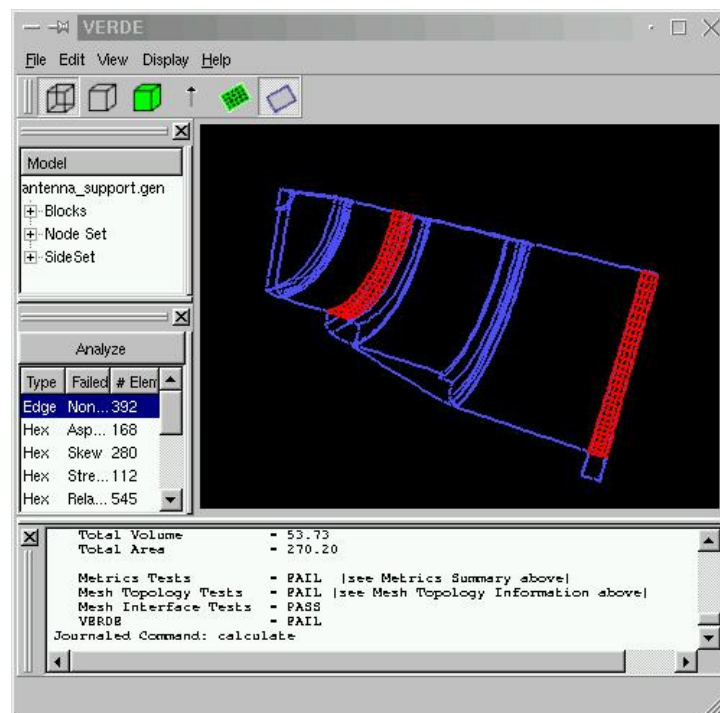 VERDE
File Edit View Display Help
Model
antenna_support.gen
Blocks
Node Set
SideSet
Analyze
Type Failed # Elem
Edge Non... 392
Hex Asp... 168
Hex Skew 280
Hex Stre... 112
Hex Rela... 545
Total Volume = 53.73
Total Area = 270.20
Metrics Tests = FAIL |see Metrics Summary above|
Mesh Topology Tests = FAIL |see Mesh Topology Information above|
Mesh Interface Tests = PASS
VERDE = FAIL
Journaled Command: calculate